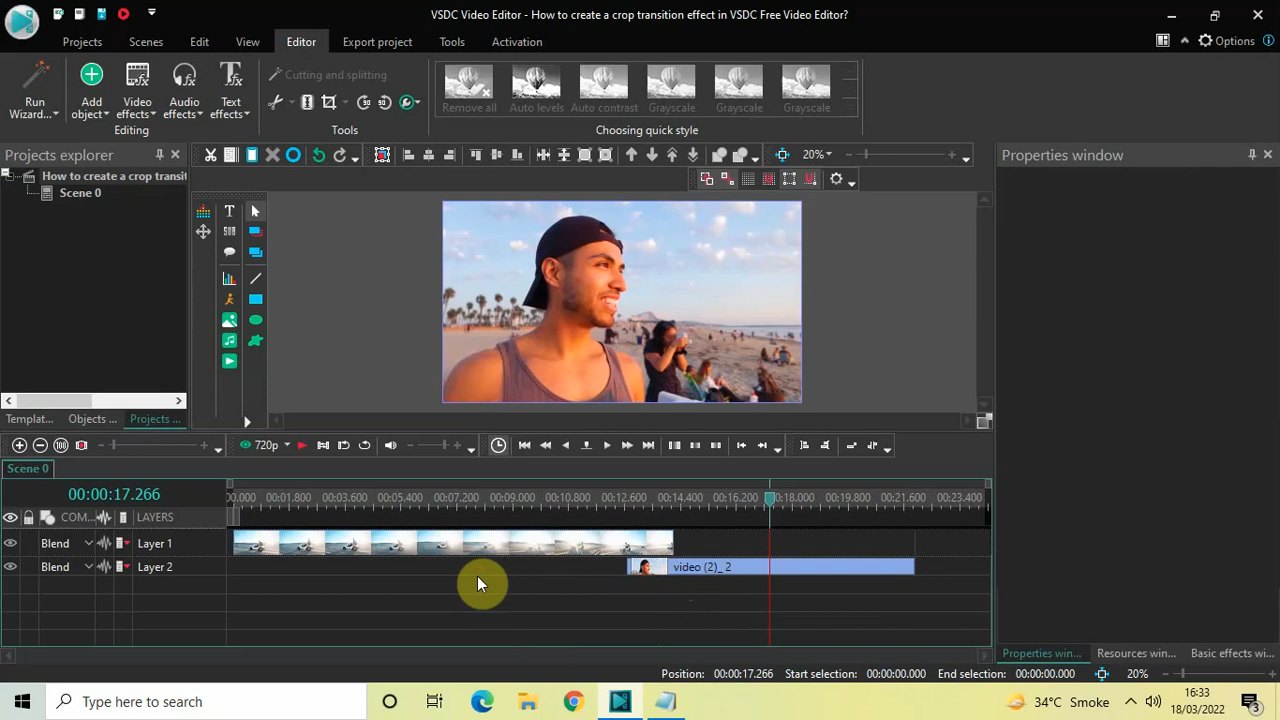 VSDC Video Editor - How to create a crop transition effect in VSDC Free Video Editor?
Projects
Scenes
Edit
View
Editor
Export project
Tools
Activation
Options
Run
Wizard...
Add
object
Video
effects
Audio
effects
Text
effects
Editing
Cutting and splitting
Tools
Remove all
Auto levels
Auto contrast
Grayscale
Grayscale
Grayscale
Choosing quick style
Projects explorer
20%
Properties window
How to create a crop transit
Scene 0
Templat...
Objects ...
Projects ...
720p
Scene 0
00:00:17.266
00.000
00:01.800
00:03.600
00:05.400
00:07.200
00:09.000
00:10.800
00:12.600
00:14.400
00:16.200
00:18.000
00:19.800
00:21.600
00:23.400
COM...
LAYERS
Blend
Layer 1
Blend
Layer 2
video (2)_ 2
Properties win...
Resources win...
Basic effects wi...
Position: 00:00:17.266
Start selection: 00:00:00.000
End selection: 00:00:00.000
20%
Type here to search
34°C Smoke
16:33
18/03/2022
3